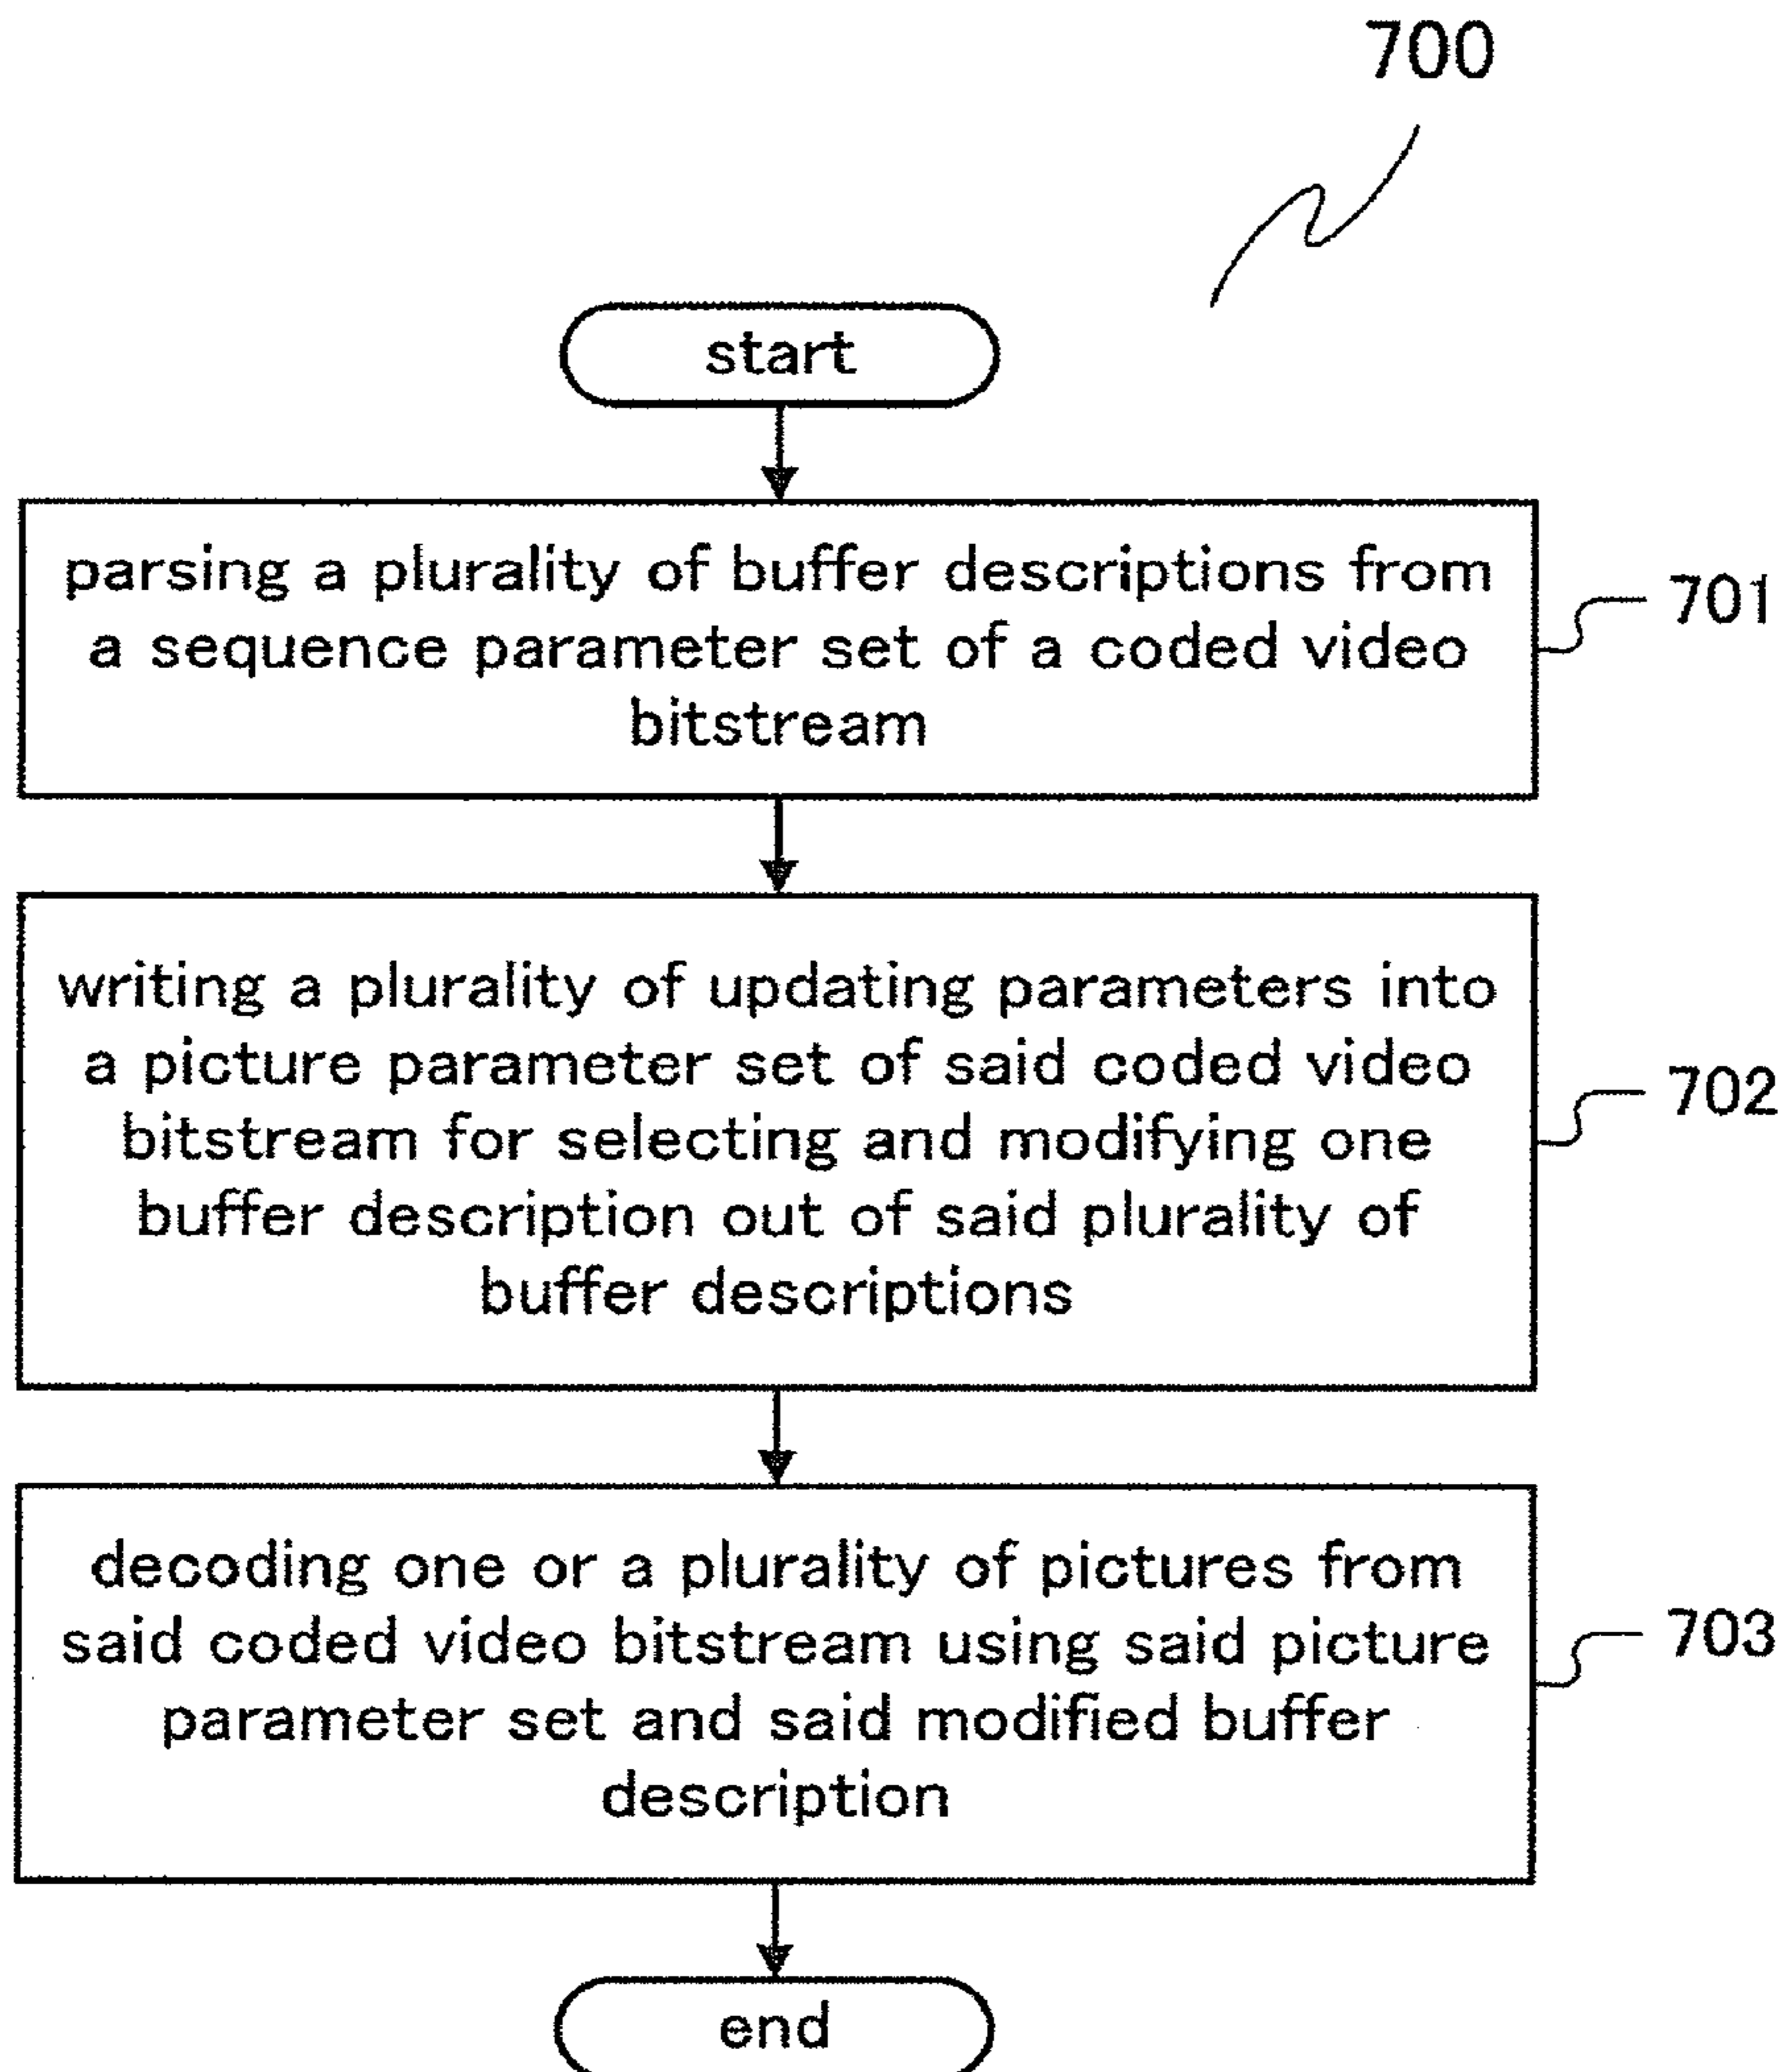 700
start
parsing a plurality of buffer descriptions from
a sequence parameter set of a coded video
bitstream
701
writing a plurality of updating parameters into
a picture parameter set of said coded video
bitstream for selecting and modifying one
buffer description out of said plurality of
buffer descriptions
702
decoding one or a plurality of pictures from
said coded video bitstream using said picture
parameter set and said modified buffer
description
703
end